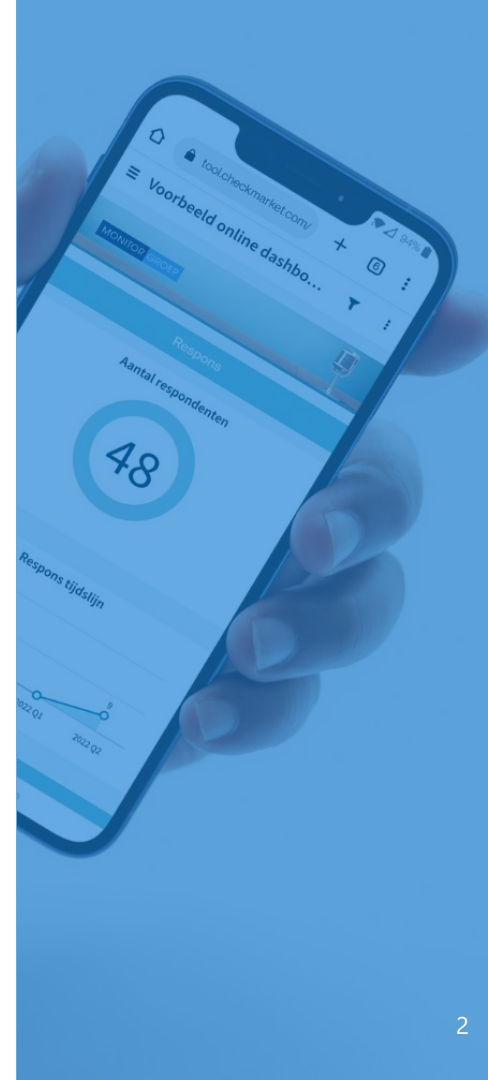 tool.checkmarket.com/
6
94%
Voorbeeld online dashbo...
MONITOR GROEP
Respons
Aantal respondenten
48
Respons tijdslijn
9
2022 Q1
2022 Q2
2